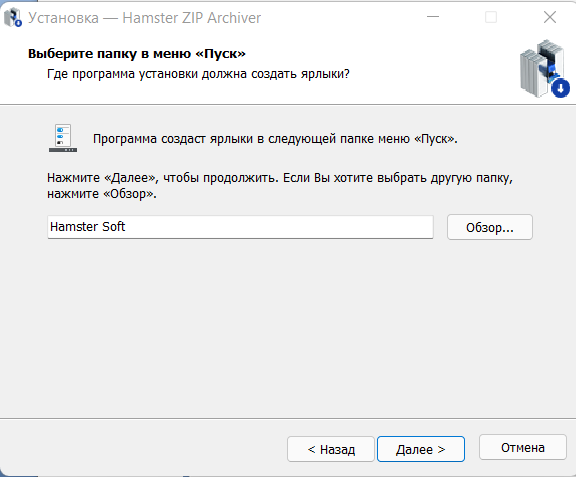 Установка — Hamster ZIP Archiver
Выберите папку в меню «Пуск»
Где программа установки должна создать ярлыки?
Программа создаст ярлыки в следующей папке меню «Пуск».
Нажмите «Далее», чтобы продолжить. Если Вы хотите выбрать другую папку,
нажмите «Обзор».
Hamster Soft
Обзор...
< Назад
Далее >
Отмена